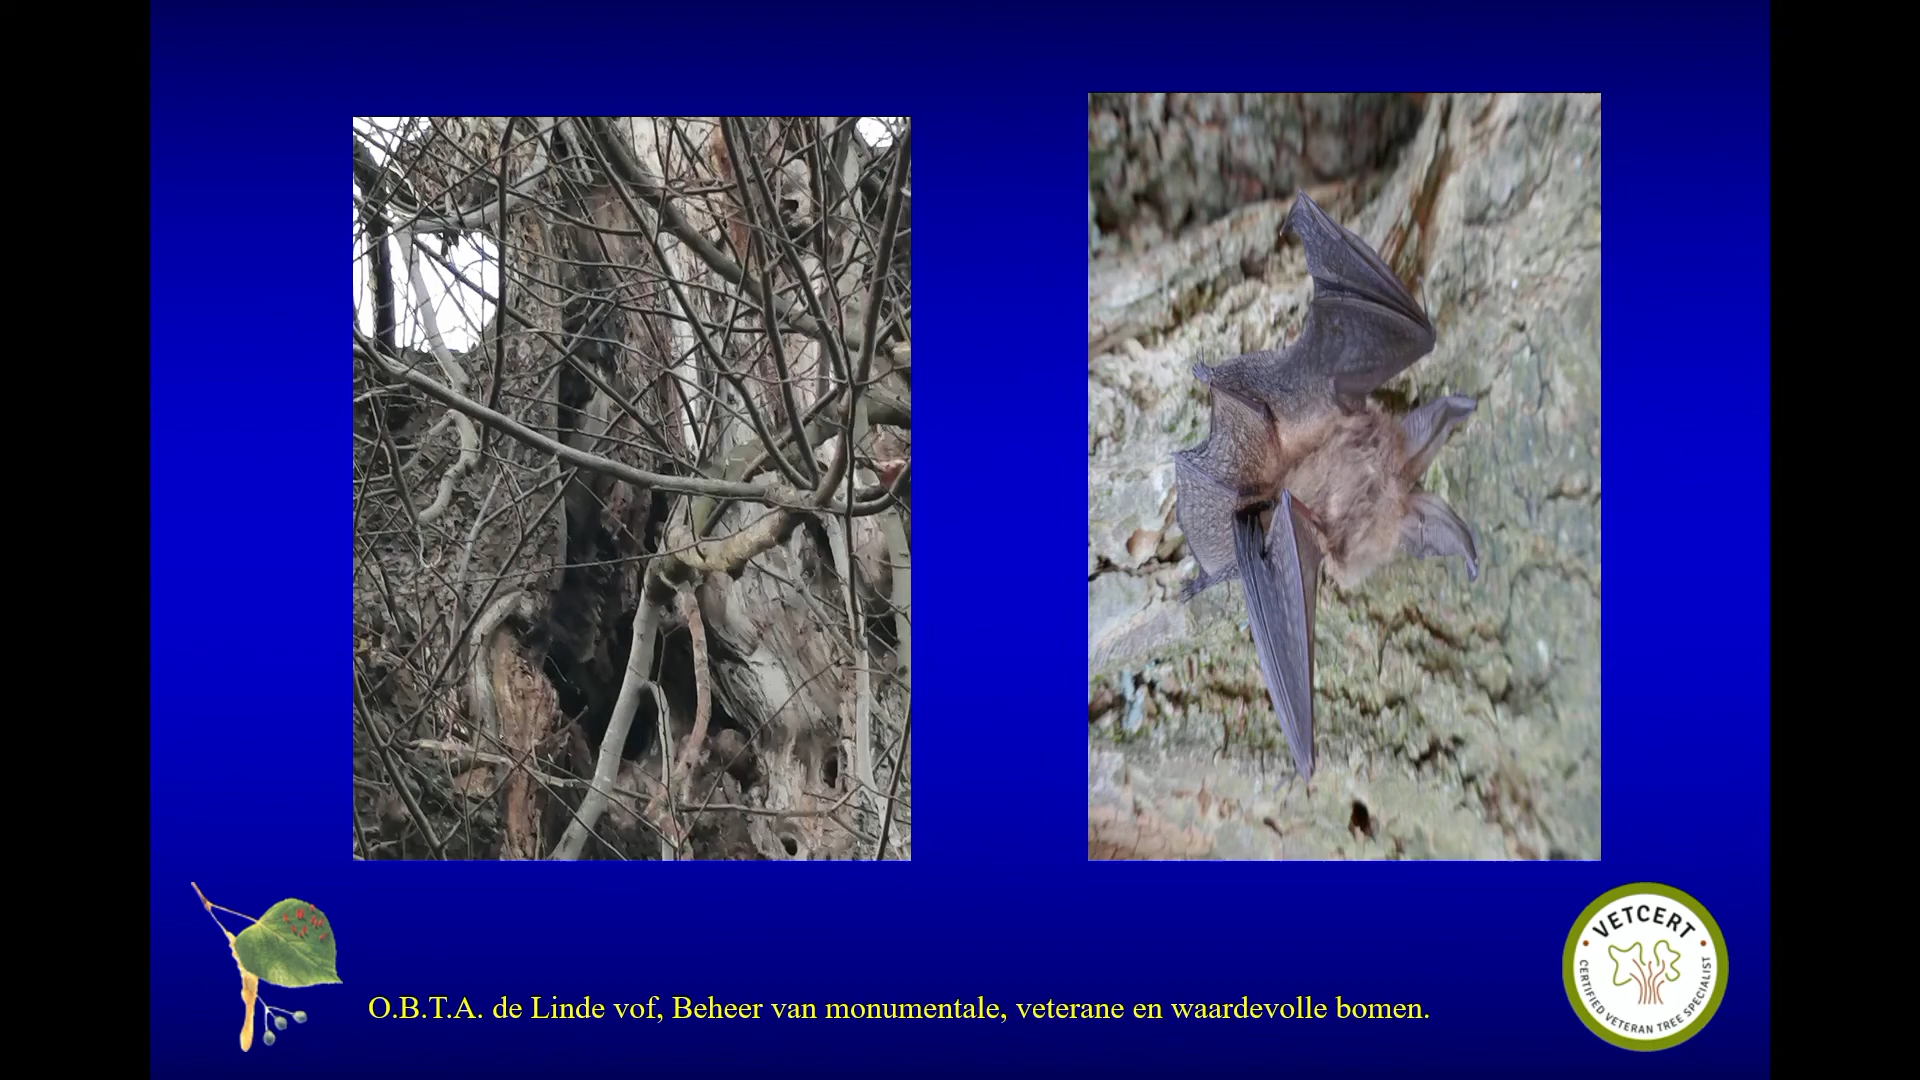 O.B.T.A. de Linde vof, Beheer van monumentale, veterane en waardevolle bomen.
VETCERT
CERTIFIED VETERAN TREE SPECIALIST